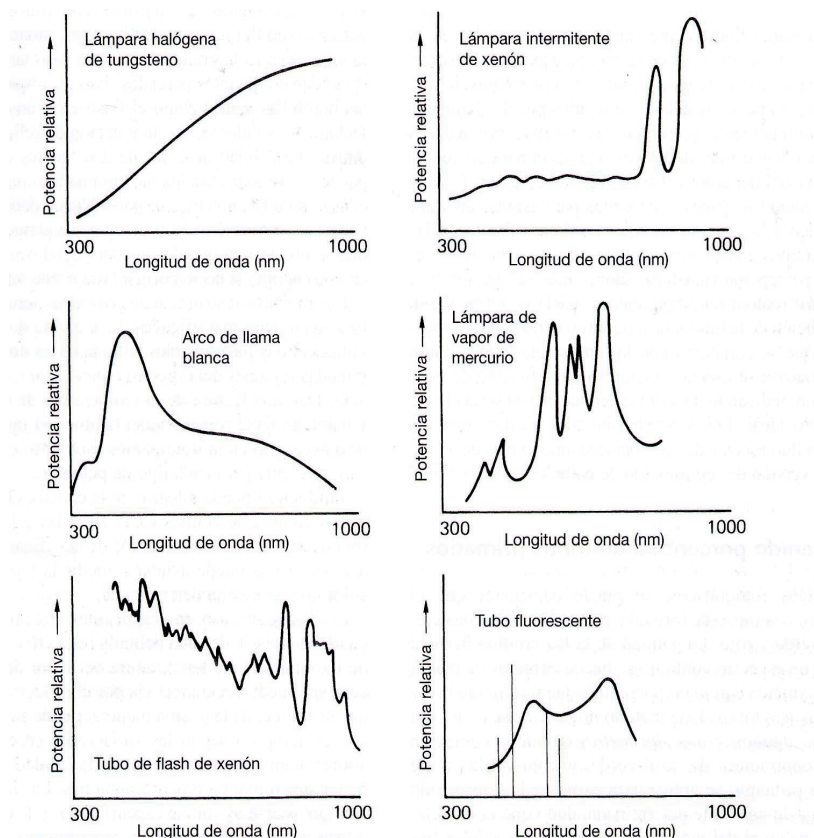 Lámpara halógena
de tungsteno
Potencia relativa
300
1000
Longitud de onda (nm)
Lámpara intermitente
de xenón
Potencia relativa
300
1000
Longitud de onda (nm)
Arco de llama
blanca
Potencia relativa
300
1000
Longitud de onda (nm)
Lámpara de
vapor de
mercurio
Potencia relativa
300
1000
Longitud de onda (nm)
Potencia relativa
Tubo de flash de xenón
300
1000
Longitud de onda (nm)
Tubo fluorescente
Potencia relativa
300
1000
Longitud de onda (nm)